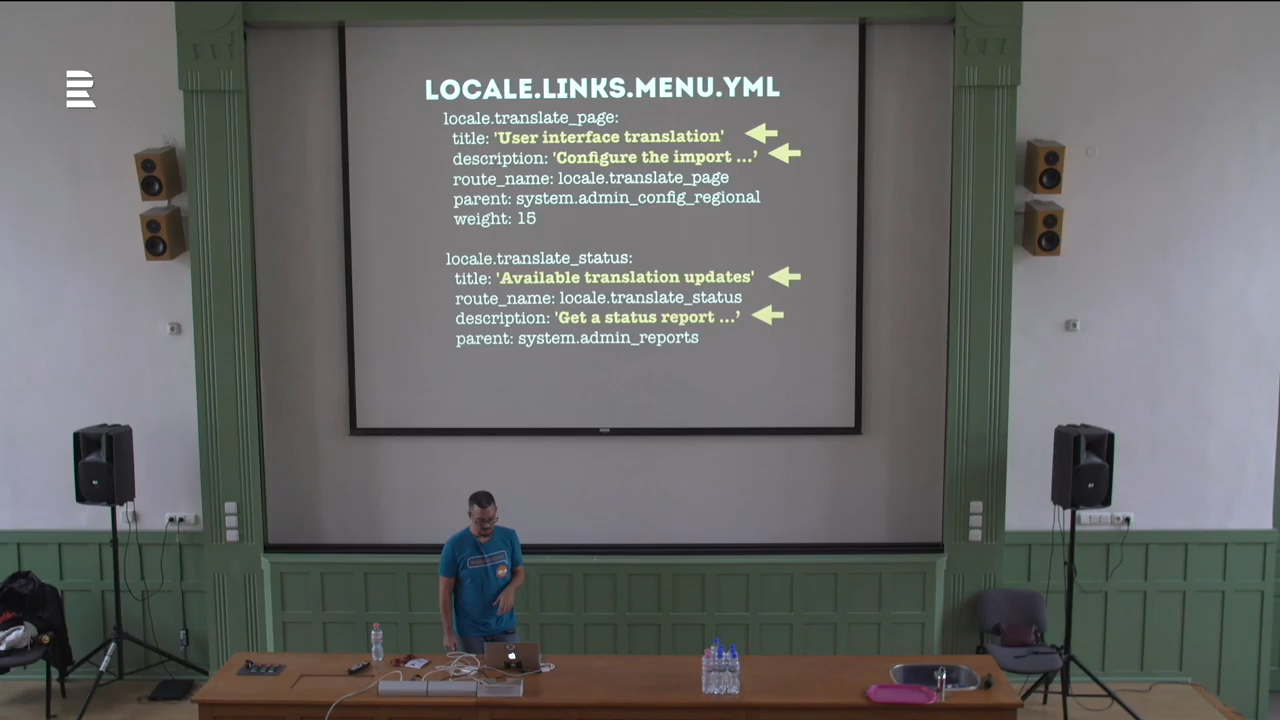 LOCALE.LINKS.MENU.YML
locale.translate_page:
title: 'User interface translation'
description: 'Configure the import ...'
route_name: locale.translate_page
parent: system.admin_config_regional
weight: 15
locale.translate_status:
title: 'Available translation updates'
route_name: locale.translate_status
description: 'Get a status report ...'
parent: system.admin_reports